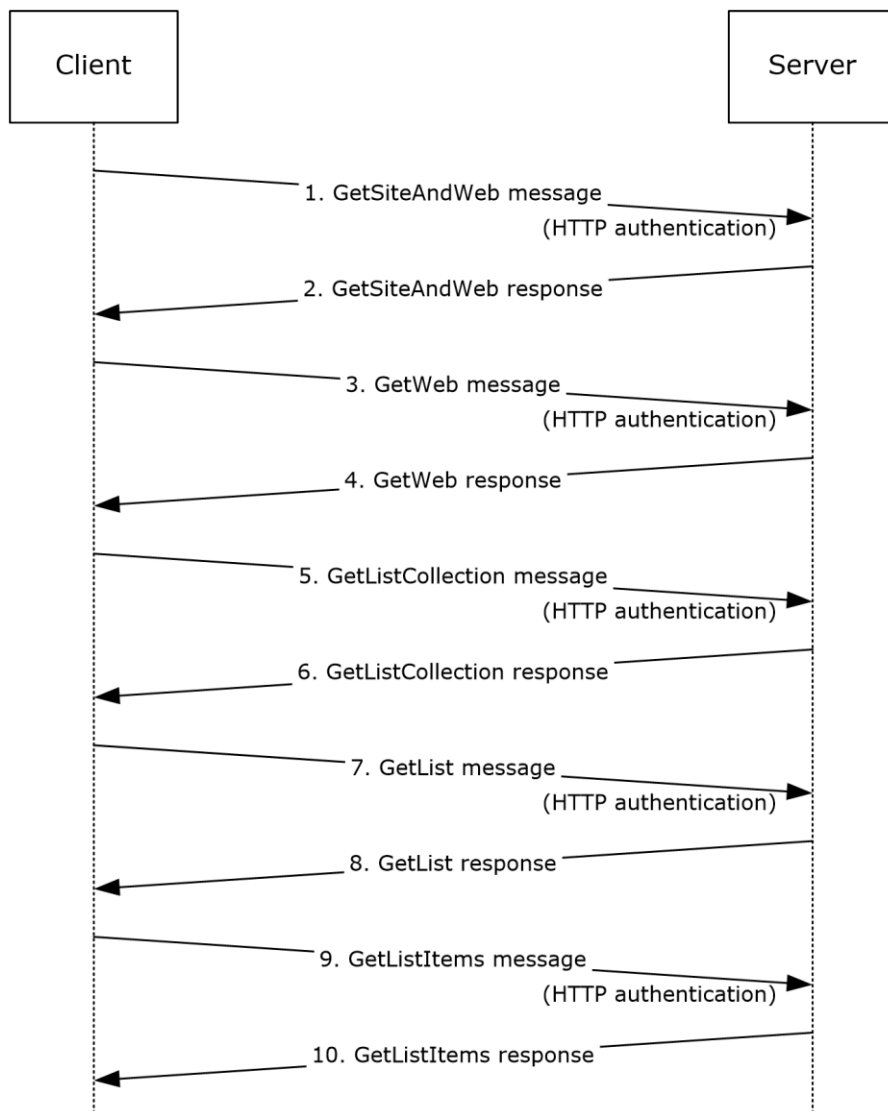 Client
Server
1. GetSiteAndWeb message
(HTTP authentication)
2. GetSiteAndWeb response
3. GetWeb message
(HTTP authentication)
4. GetWeb response
5. GetListCollection message
(HTTP authentication)
6. GetListCollection response
7. GetList message
(HTTP authentication)
8. GetList response
9. GetListItems message
(HTTP authentication)
10. GetListItems response